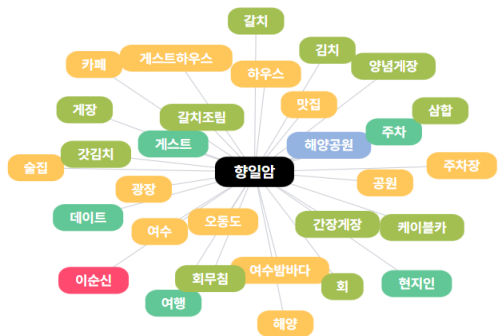 갈치
김치
카페
게스트하우스
하우스
양념게장
게장
갈치조림
맛집
삼합
주차
갓김치
게스트
해양공원
술집
향일암
주차장
광장
공원
데이트
여수
오동도
간장게장
케이블카
이순신
회무침
여수밤바다
회
현지인
여행
해양